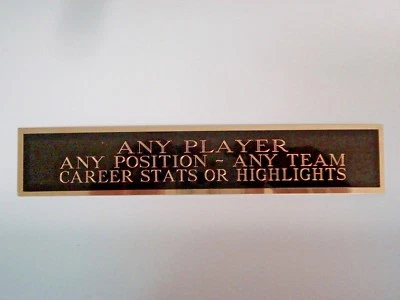 ANY PLAYER
ANY POSITION ~ ANY TEAM
CAREER STATS OR HIGHLIGHTS